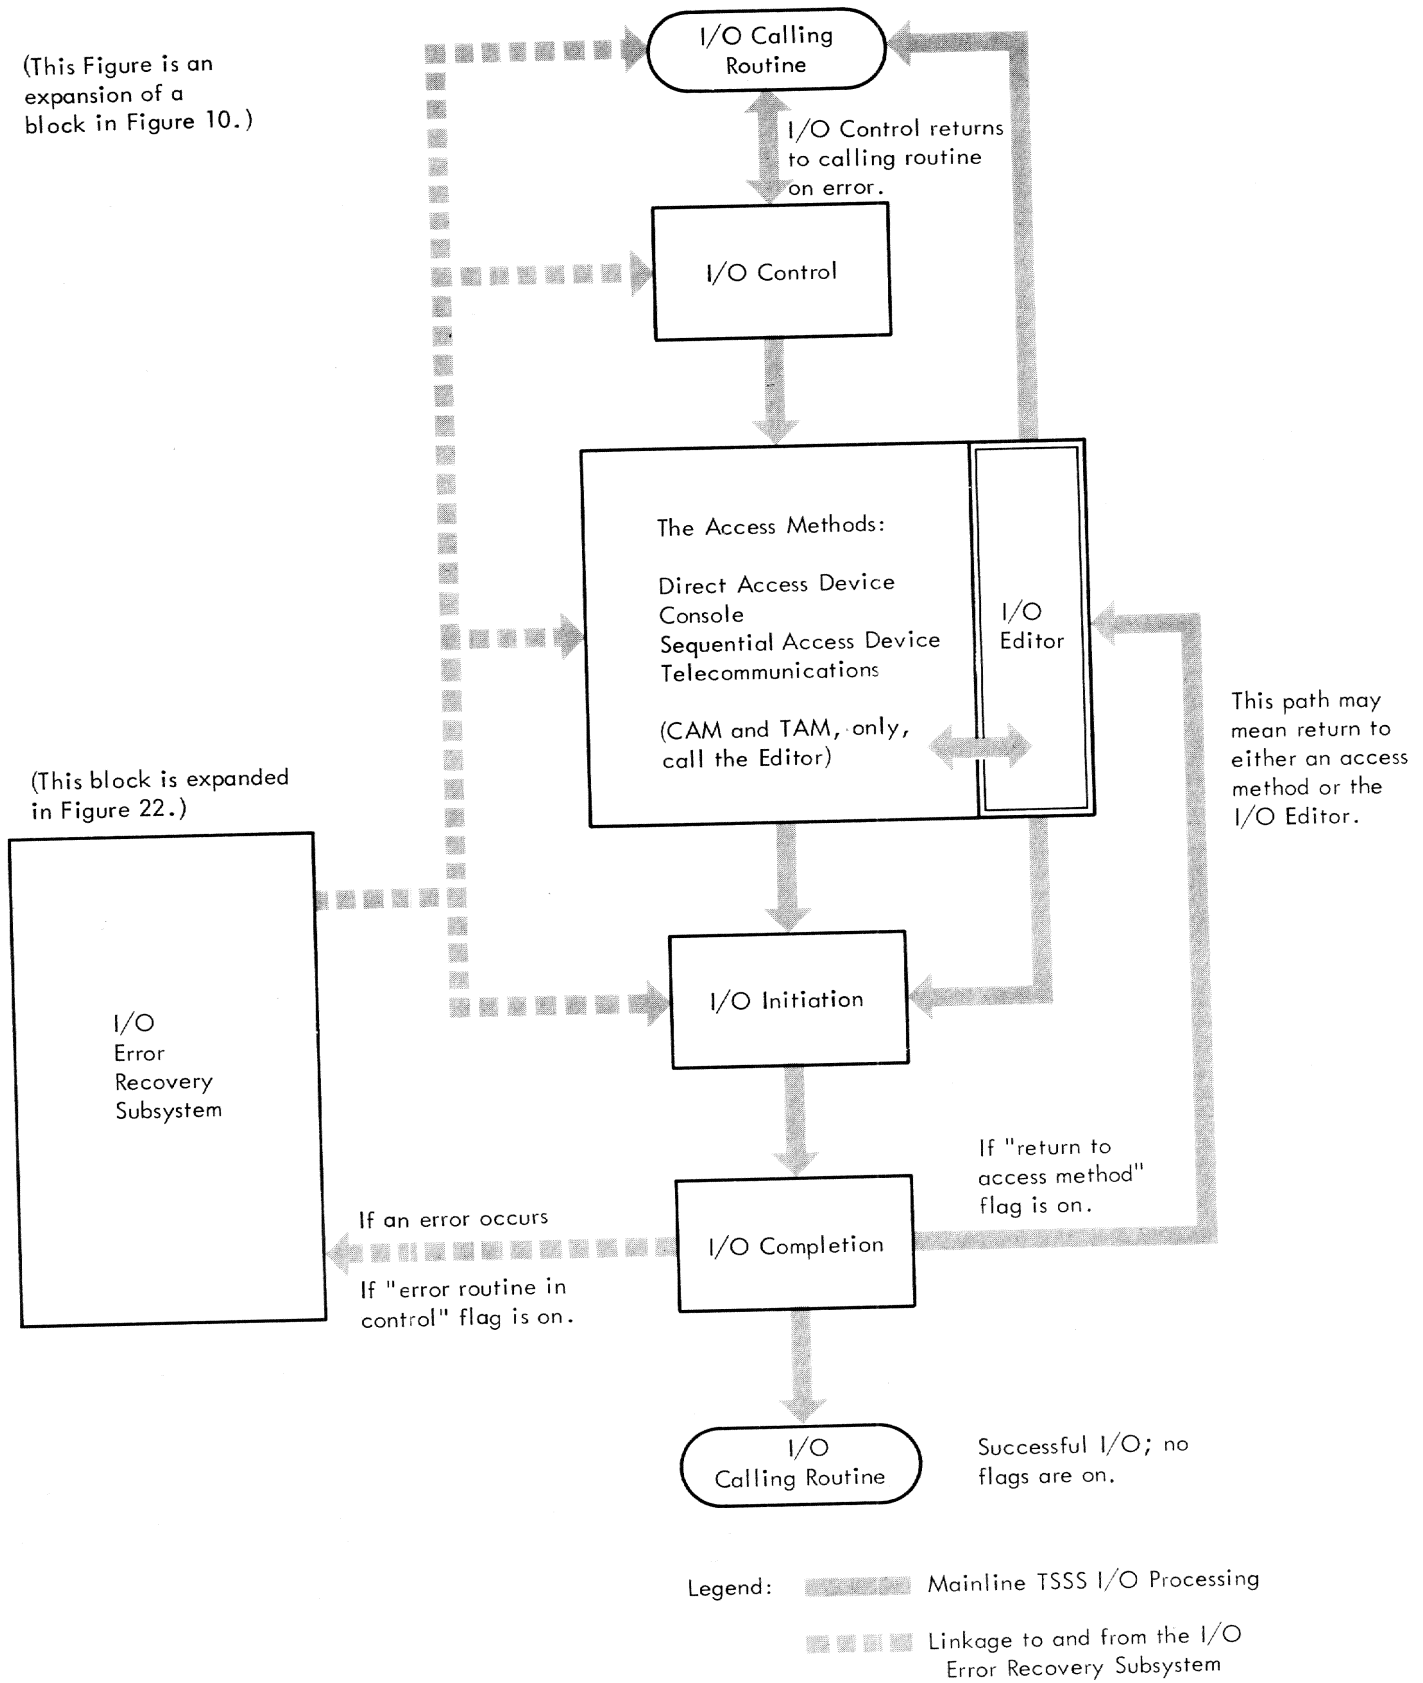 (This Figure is an
expansion of a
block in Figure 10.)
I/O Calling
Routine
I/O Control returns
to calling routine
on error.
I/O Control
The Access Methods:
Direct Access Device
Console
Sequential Access Device
Telecommunications
(CAM and TAM, only,
call the Editor)
I/O
Editor
This path may
mean return to
either an access
method or the
I/O Editor.
(This block is expanded
in Figure 22.)
I/O
Error
Recovery
Subsystem
I/O Initiation
If "return to
access method"
flag is on.
If an error occurs
If "error routine in
control" flag is on.
I/O Completion
I/O
Calling Routine
Successful I/O; no
flags are on.
Legend:
Mainline TSSS I/O Processing
Linkage to and from the I/O
Error Recovery Subsystem